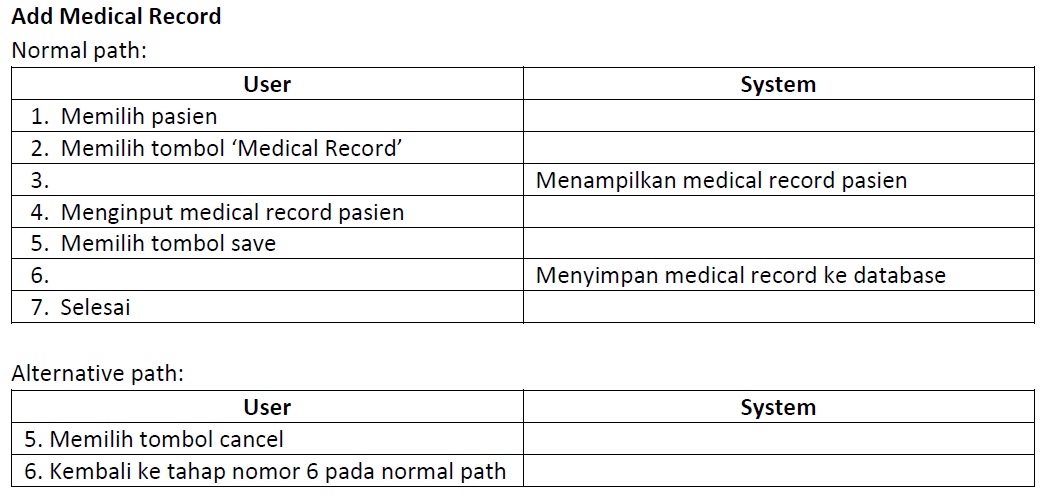 Add Medical Record
Normal path:
User System
1. Memilih pasien
2. Memilih tombol ‘Medical Record’
3. Menampilkan medical record pasien
4. Menginput medical record pasien
5. Memilih tombol save
6. Menyimpan medical record ke database
7. Selesai
Alternative path:
User System
5. Memilih tombol cancel
6. Kembali ke tahap nomor 6 pada normal path